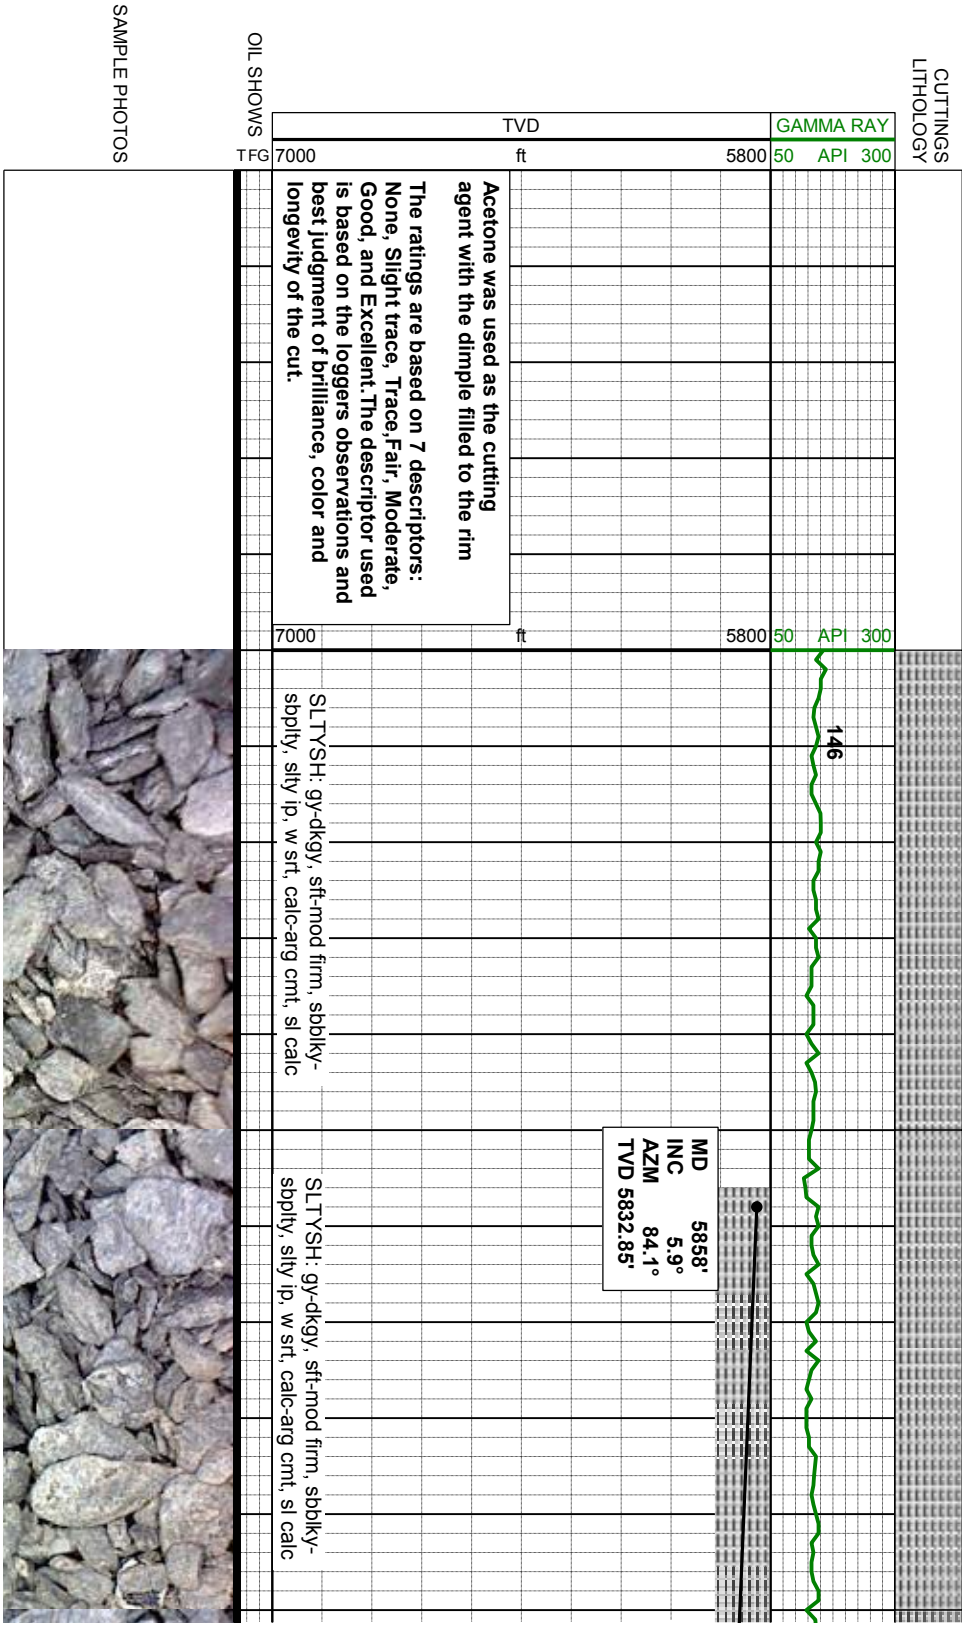 CUTTINGS
LITHOLOGY
OIL SHOWS
SAMPLE PHOTOS
TVD
GAMMA RAY
TFG
7000 ft 5800
50 API 300
Acetone was used as the cutting
agent with the dimple filled to the rim
The ratings are based on 7 descriptors:
None, Slight trace, Trace,Fair, Moderate,
Good, and Excellent.The descriptor used
is based on the loggers observations and
best judgment of brilliance, color and
longevity of the cut.
7000 ft 5800
50 API 300
146
SLTYSH: gy-dkgy, sft-mod firm, sbblky-
sbplty, slty ip, w srt, calc-arg cmt, sl calc
MD 5858'
INC 5.9°
AZM 84.1°
TVD 5832.85'
SLTYSH: gy-dkgy, sft-mod firm, sbblky-
sbplty, slty ip, w srt, calc-arg cmt, sl calc